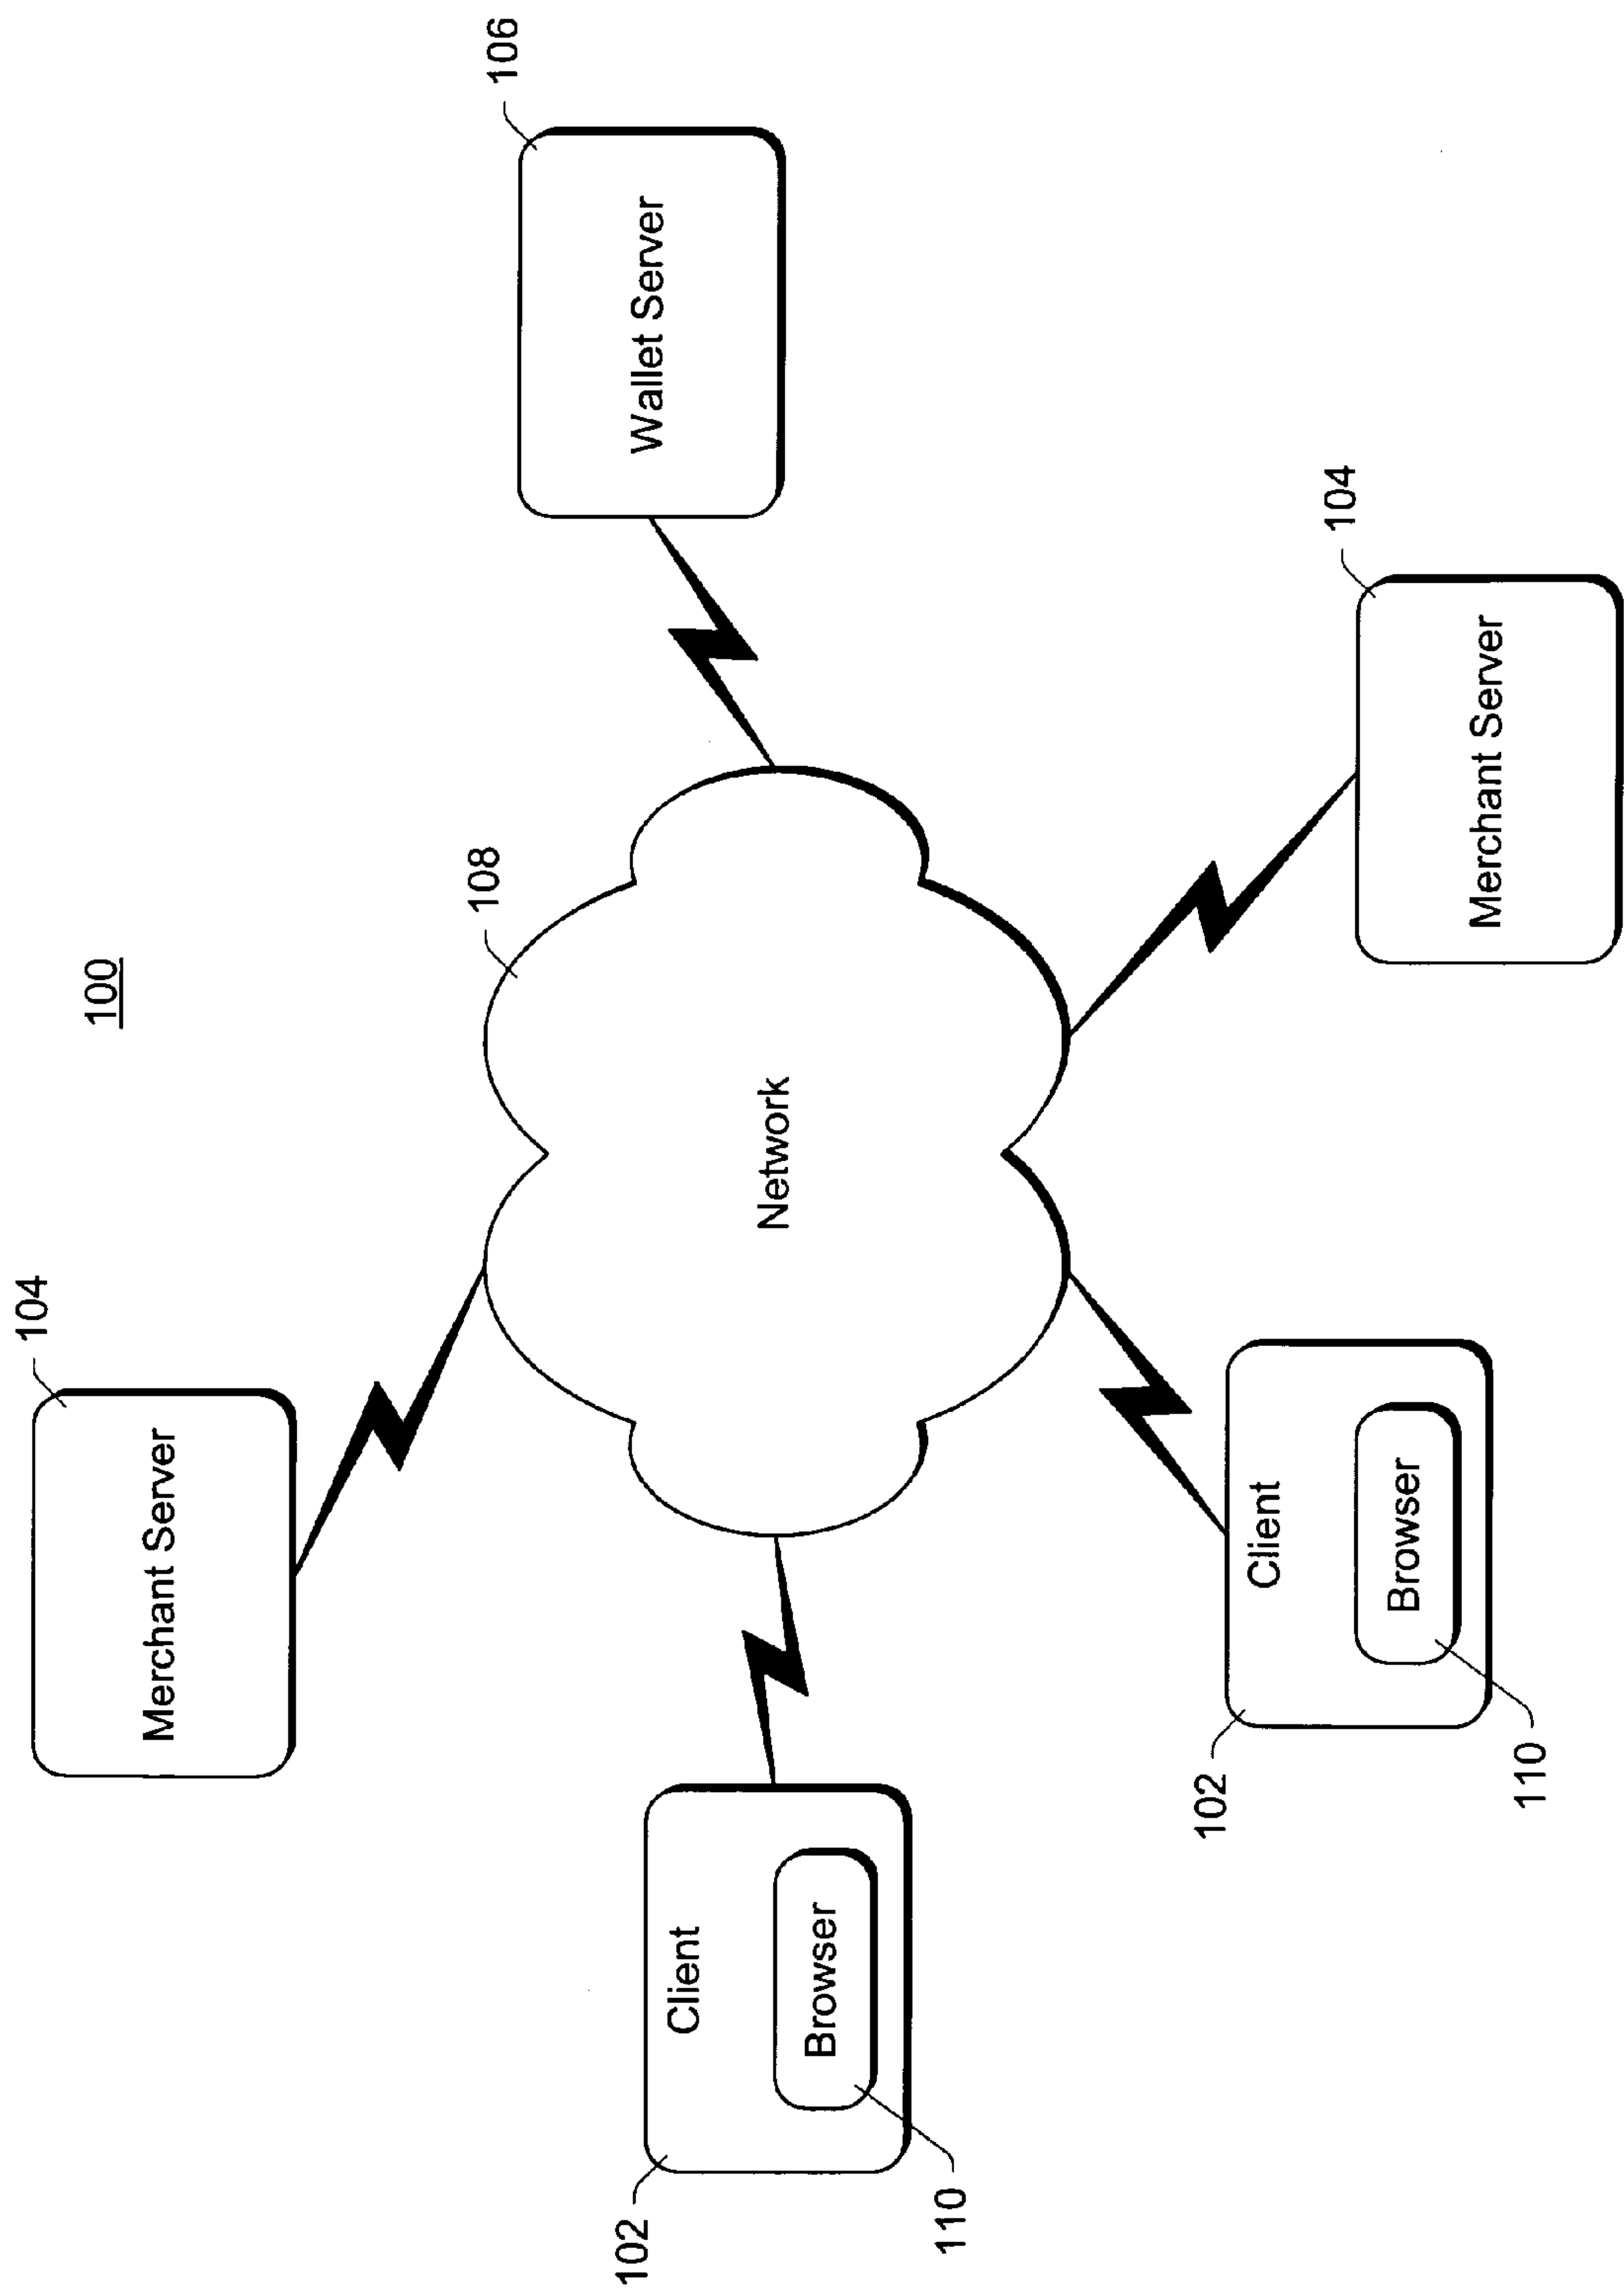 104
100
Merchant Server
108
106
102
Wallet Server
Client
Network
Browser
110
102
Client
104
Browser
Merchant Server
110